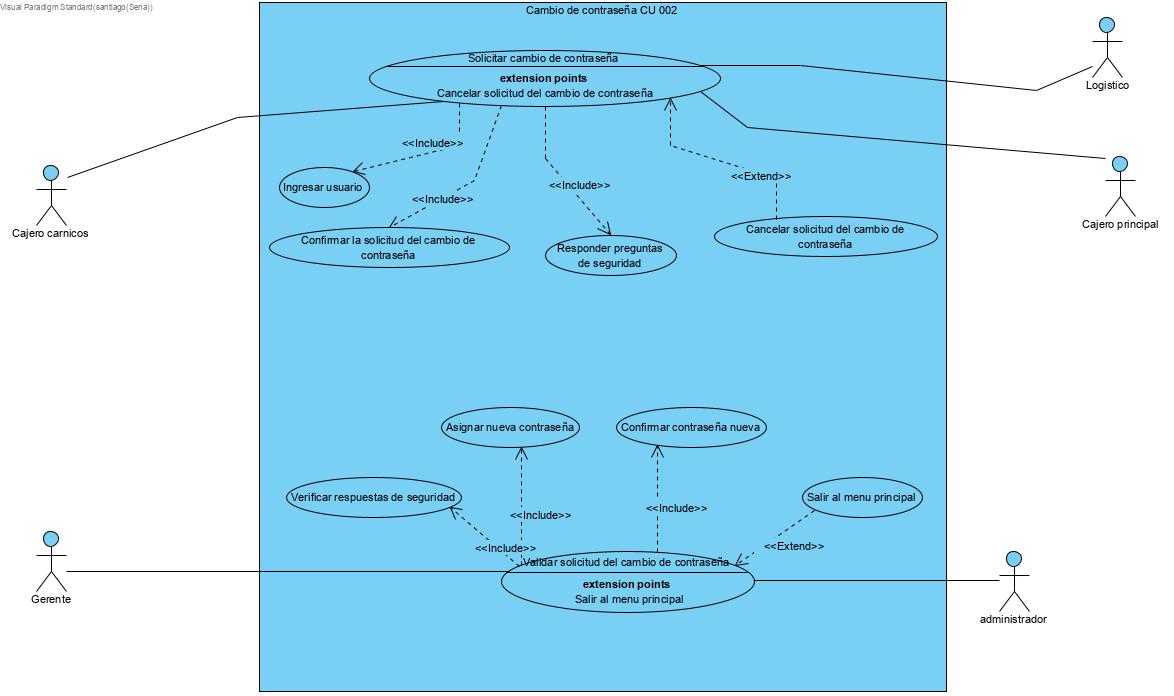 Visual Paradigm Standard(santiago(Sena))
Cambio de contraseña CU 002
Solicitar cambio de contraseña
extension points
Cancelar solicitud del cambio de contraseña
Logistico
<<Include>>
Ingresar usuario
<<Include>>
<<Include>>
<<Extend>>
Cajero carnicos
Cajero principal
Confirmar la solicitud del cambio de
contraseña
Responder preguntas
de seguridad
Cancelar solicitud del cambio de
contraseña
Asignar nueva contraseña
Confirmar contraseña nueva
Verificar respuestas de seguridad
Salir al menu principal
<<Include>>
<<Include>>
<<Include>>
<<Extend>>
Validar solicitud del cambio de contraseña
extension points
Salir al menu principal
Gerente
administrador